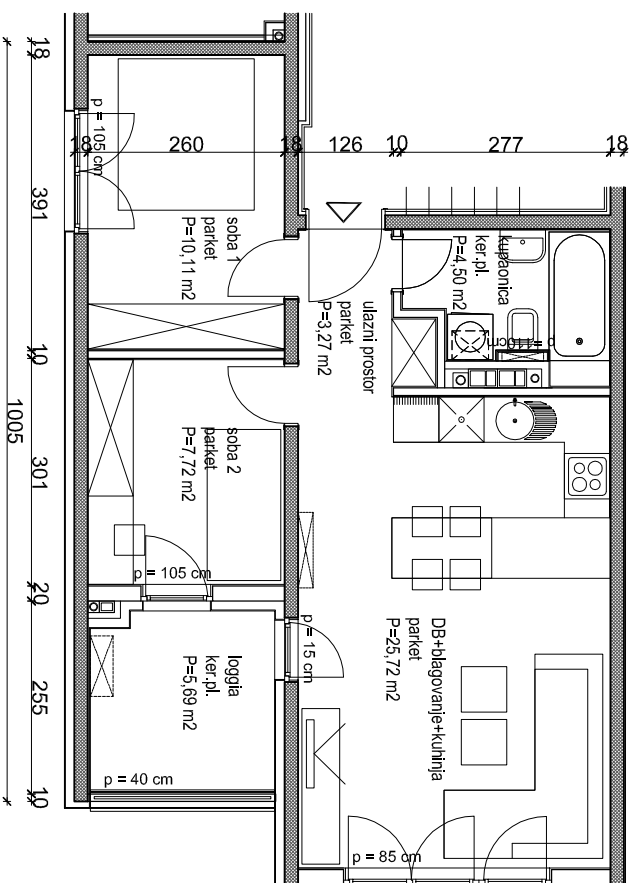 18
260
18
126
10
277
18
18
391
10
301
20
255
10
1005
p = 105 cm
soba 1
parket
P=10,11 m2
ulazni prostor
parket
P=3,27 m2
kupaonica
ker.pl.
P=4,50 m2
p = 110cm
soba 2
parket
P=7,72 m2
p = 105 cm
loggia
ker.pl.
P=5,69 m2
p = 15 cm
p = 40 cm
DB+blagovanje+kuhinja
parket
P=25,72 m2
p = 85 cm